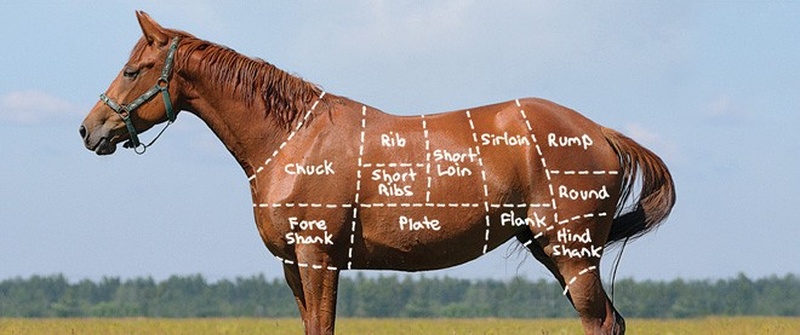 Rib
Sirloin
Rump
Chuck
Short
Loin
Short
Ribs
Round
Fore
Shank
Plate
Flank
Hind
Shank